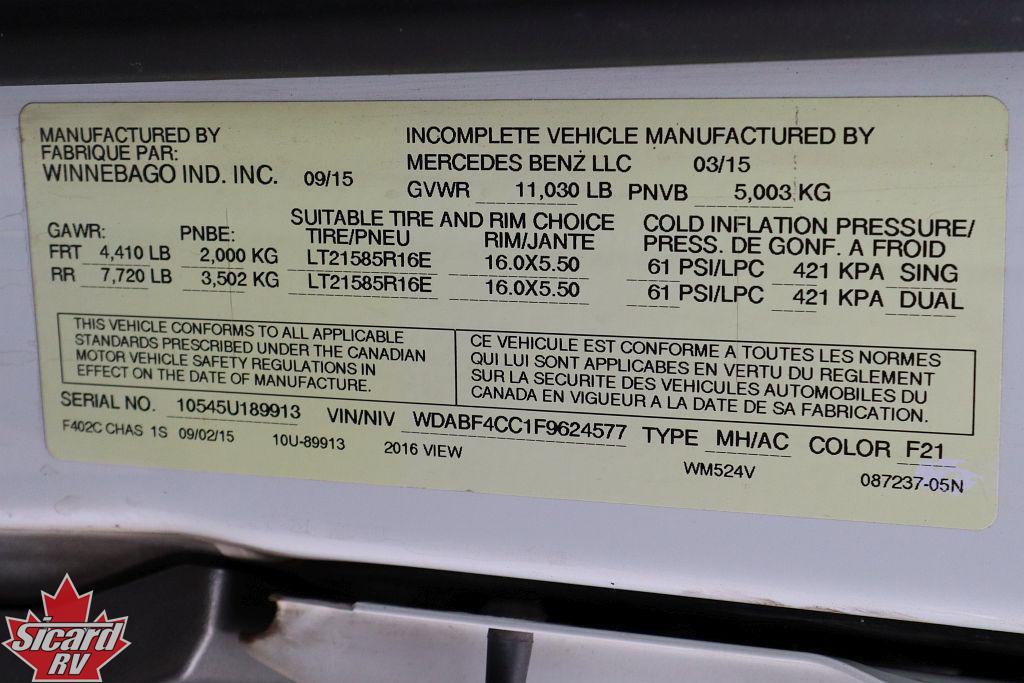 MANUFACTURED BY
FABRIQUE PAR:
WINNEBAGO IND. INC. 09/15
INCOMPLETE VEHICLE MANUFACTURED BY
MERCEDES BENZ LLC 03/15
GVWR 11,030 LB PNVB 5,003 KG
GAWR: PNBE: SUITABLE TIRE AND RIM CHOICE COLD INFLATION PRESSURE/
TIRE/PNEU RIM/JANTE PRESS. DE GONF. A FROID
FRT 4,410 LB 2,000 KG LT21585R16E 16.0X5.50 61 PSI/LPC 421 KPA SING
RR 7,720 LB 3,502 KG LT21585R16E 16.0X5.50 61 PSI/LPC 421 KPA DUAL
THIS VEHICLE CONFORMS TO ALL APPLICABLE
STANDARDS PRESCRIBED UNDER THE CANADIAN
MOTOR VEHICLE SAFETY REGULATIONS IN
EFFECT ON THE DATE OF MANUFACTURE.
CE VEHICULE EST CONFORME A TOUTES LES NORMES
QUI LUI SONT APPLICABES EN VERTU DU REGLEMENT
SUR LA SECURITE DES VEHICULES AUTOMOBILES DU
CANADA EN VIGUEUR A LA DATE DE SA FABRICATION.
SERIAL NO. 10545U189913 VIN/NIV WDABF4CC1F9624577 TYPE MH/AC COLOR F21
F402C CHAS 1S 09/02/15 10U-89913 2016 VIEW WM524V 087237-05N
Sicard
RV